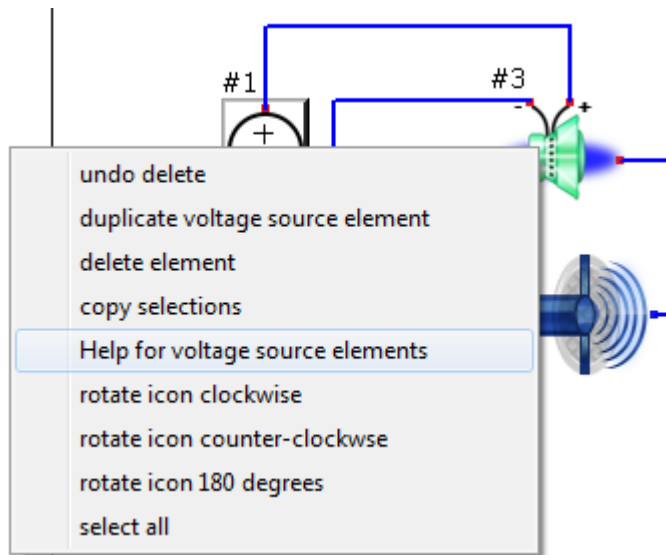 #1
#3
- +
+
undo delete
duplicate voltage source element
delete element
copy selections
Help for voltage source elements
rotate icon clockwise
rotate icon counter-clockwse
rotate icon 180 degrees
select all